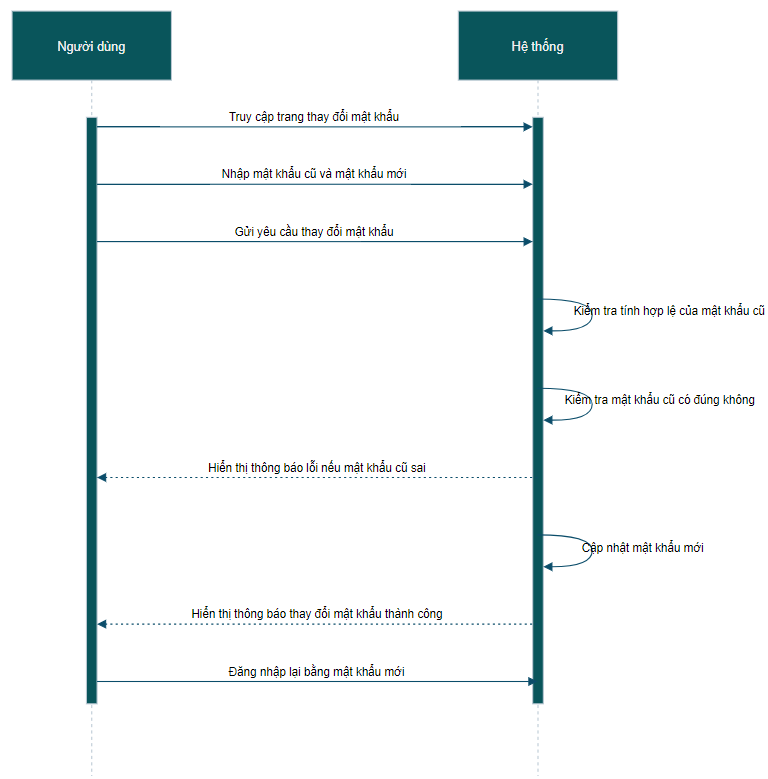 Người dùng
Hệ thống
Truy cập trang thay đổi mật khẩu
Nhập mật khẩu cũ và mật khẩu mới
Gửi yêu cầu thay đổi mật khẩu
Kiểm tra tính hợp lệ của mật khẩu cũ
Kiểm tra mật khẩu cũ có đúng không
Hiển thị thông báo lỗi nếu mật khẩu cũ sai
Cập nhật mật khẩu mới
Hiển thị thông báo thay đổi mật khẩu thành công
Đăng nhập lại bằng mật khẩu mới